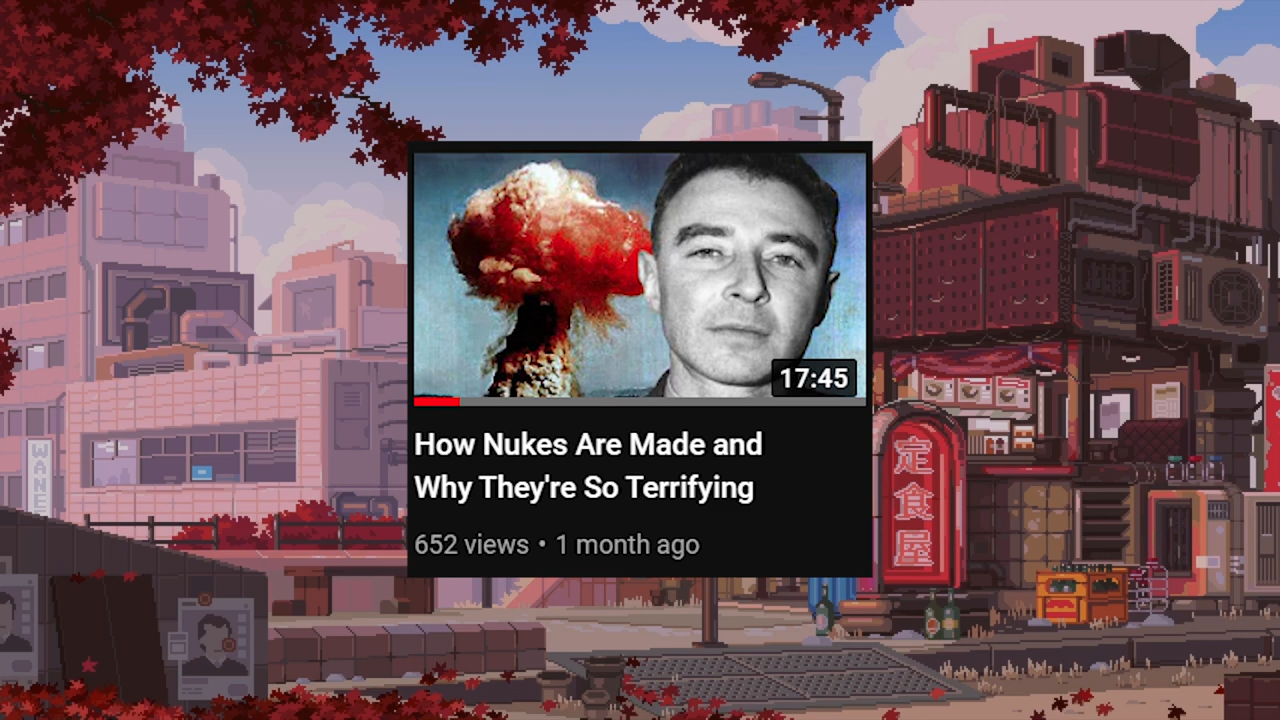 17:45
How Nukes Are Made and
Why They're So Terrifying
652 views • 1 month ago
WANE
定食屋